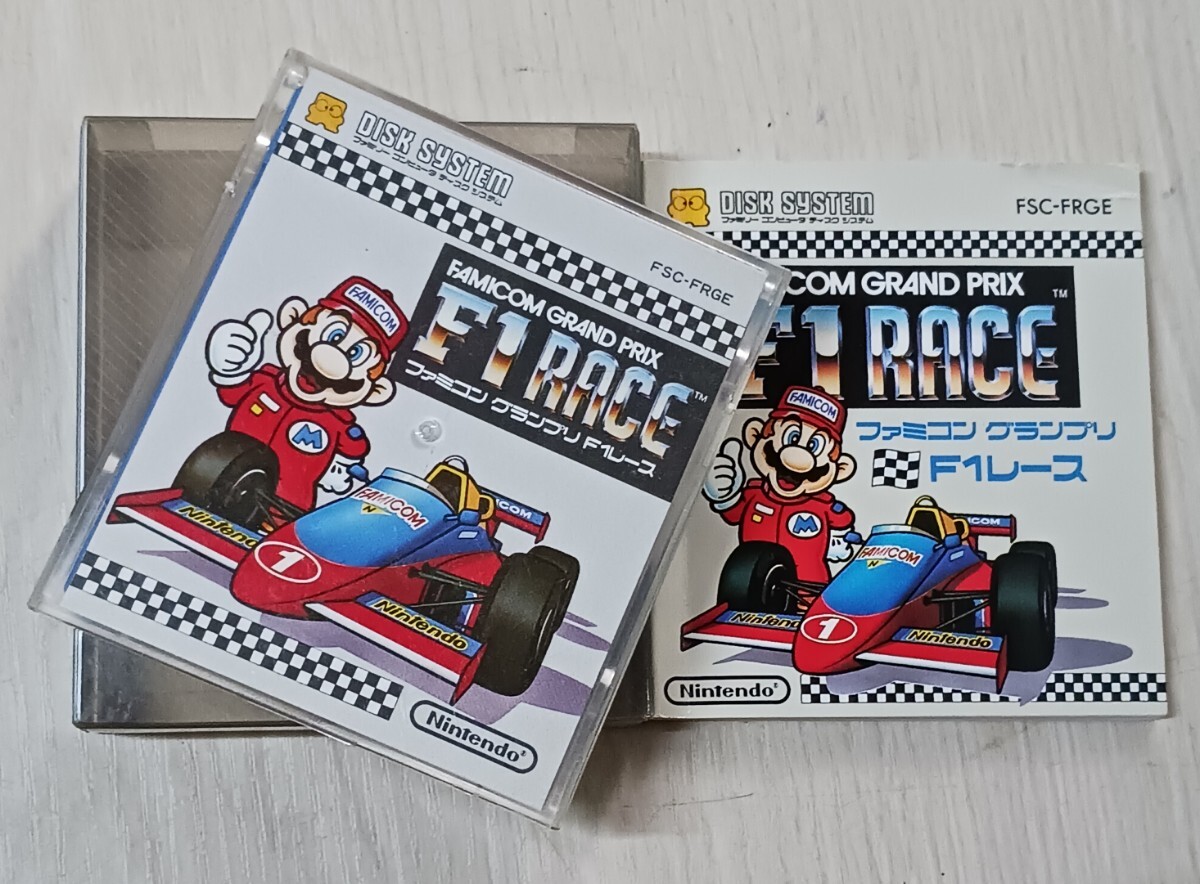 DISK SYSTEM
ファミリー コンピュータ ディスク システム
FSC-FRGE
FAMICOM GRAND PRIX
F1 RACE™
ファミコン グランプリ F1レース
FAMICOM
M
FAMICOM
N
COM
Nintendo
1
Nintendo
Nintendo
DISK SYSTEM
ファミリー コンピュータ ディスク システム
FSC-FRGE
COM GRAND PRIX
F1 RACE™
ファミコン グランプリ
F1レース
FAMICOM
M
FAMICOM
N
COM
Nintendo
1
Nintendo
Nintendo